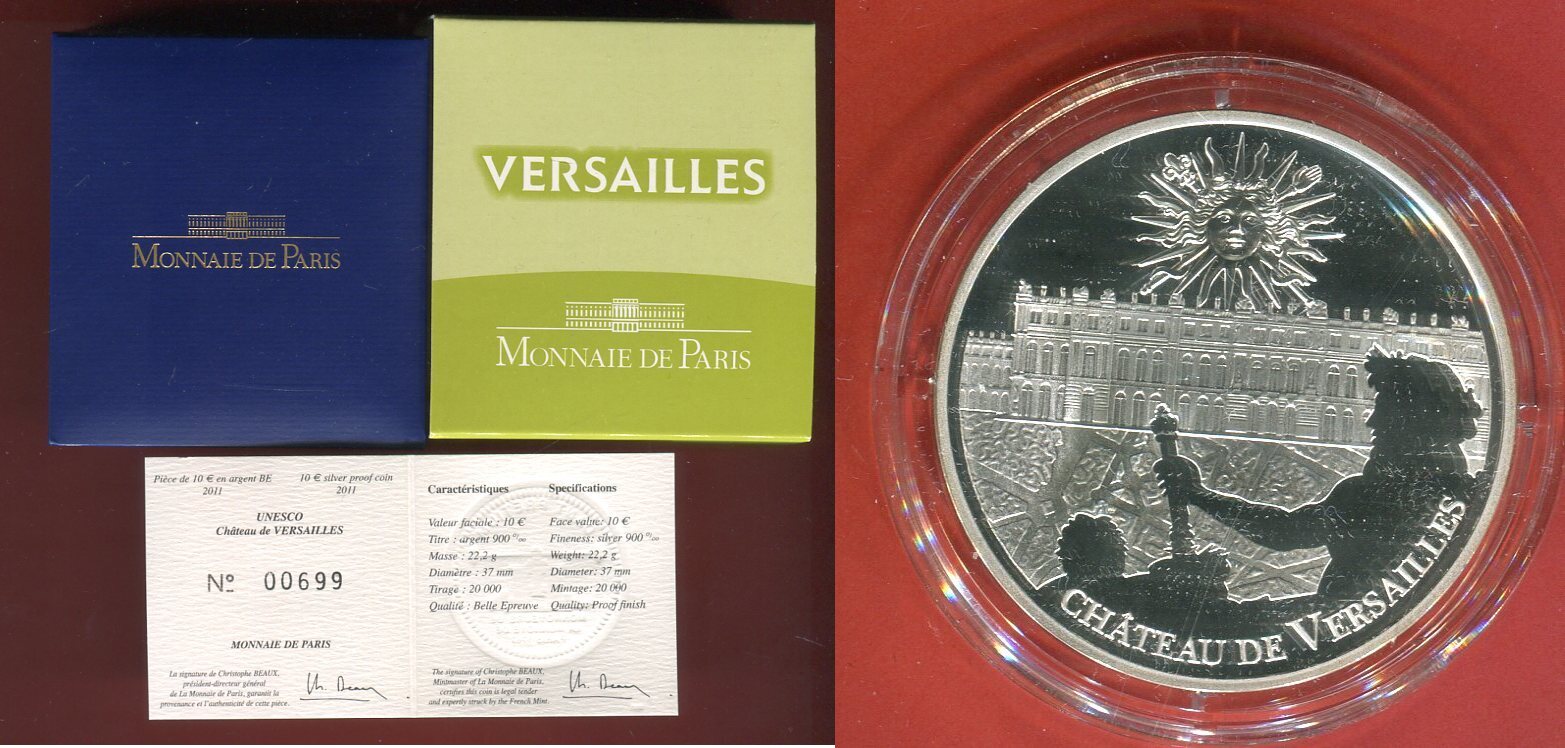 MONNAIE DE PARIS
VERSAILLES
MONNAIE DE PARIS
Pièce de 10 € en argent BE
2011
10 € silver proof coin
2011
UNESCO
Château de VERSAILLES
Nº 00699
MONNAIE DE PARIS
La signature de Christophe BEAUX,
président-directeur général
de La Monnaie de Paris, garantit la
provenance et l'authenticité de cette pièce.
Caractéristiques
Valeur faciale : 10 €
Titre : argent 900 º/ₒₒ
Masse : 22,2 g
Diamètre : 37 mm
Tirage : 20 000
Qualité : Belle Epreuve
Specifications
Face value: 10 €
Fineness: silver 900 º/ₒₒ
Weight: 22,2 g
Diameter: 37 mm
Mintage: 20 000
Quality: Proof finish
The signature of Christophe BEAUX,
Mintmaster of La Monnaie de Paris,
certifies this coin is legal tender
and expertly struck by the French Mint.
CHÂTEAU DE VERSAILLES